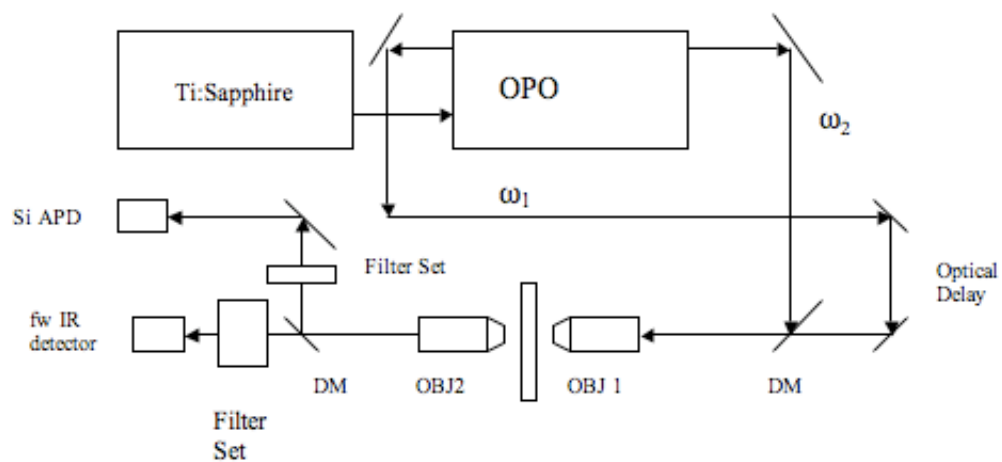 Ti:Sapphire
OPO
ω2
ω1
Si APD
Filter Set
Optical
Delay
fw IR
detector
DM
OBJ2
OBJ 1
DM
Filter
Set